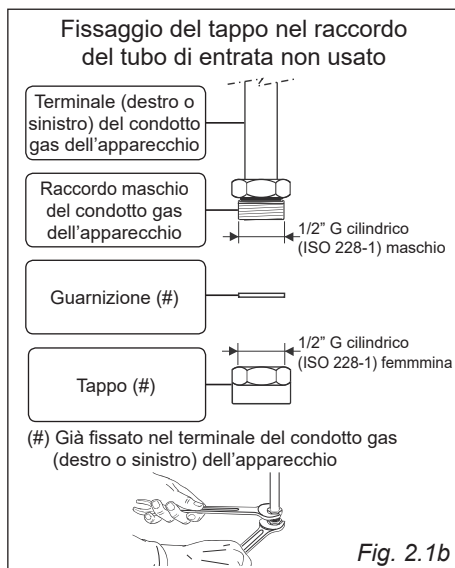 Fissaggio del tappo nel raccordo
del tubo di entrata non usato
Terminale (destro o
sinistro) del condotto
gas dell'apparecchio
Raccordo maschio
del condotto gas
dell'apparecchio
1/2" G cilindrico
(ISO 228-1) maschio
Guarnizione (#)
1/2" G cilindrico
(ISO 228-1) femmmina
Tappo (#)
(#) Già fissato nel terminale del condotto gas
(destro o sinistro) dell'apparecchio
Fig. 2.1b